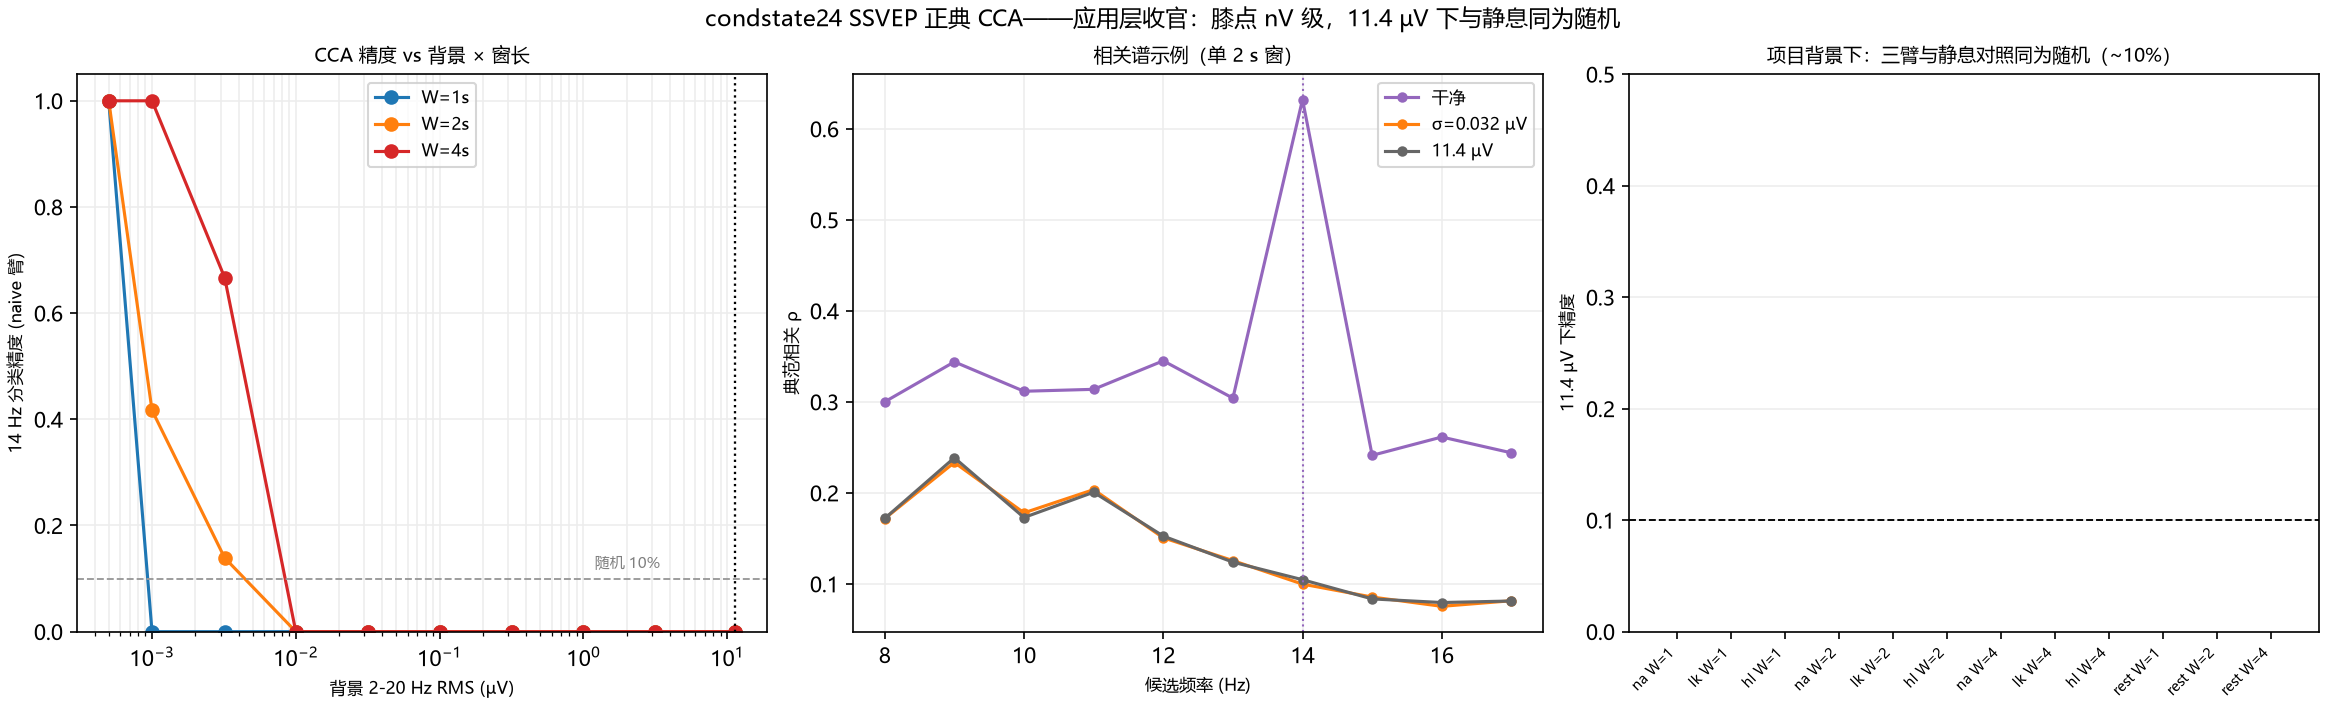 condstate24 SSVEP 正典 CCA——应用层收官：膝点 nV 级，11.4 µV 下与静息同为随机
CCA 精度 vs 背景 × 窗长
14 Hz 分类精度 (naive 臂)
1.0
0.8
0.6
0.4
0.2
0.0
W=1s
W=2s
W=4s
随机 10%
10⁻³
10⁻²
10⁻¹
10⁰
10¹
背景 2-20 Hz RMS (µV)
相关谱示例（单 2 s 窗）
典范相关 ρ
0.6
0.5
0.4
0.3
0.2
0.1
干净
σ=0.032 µV
11.4 µV
8
10
12
14
16
候选频率 (Hz)
项目背景下：三臂与静息对照同为随机（~10%）
11.4 µV 下精度
0.5
0.4
0.3
0.2
0.1
0.0
na W=1
lk W=1
hl W=1
na W=2
lk W=2
hl W=2
na W=4
lk W=4
hl W=4
rest W=1
rest W=2
rest W=4